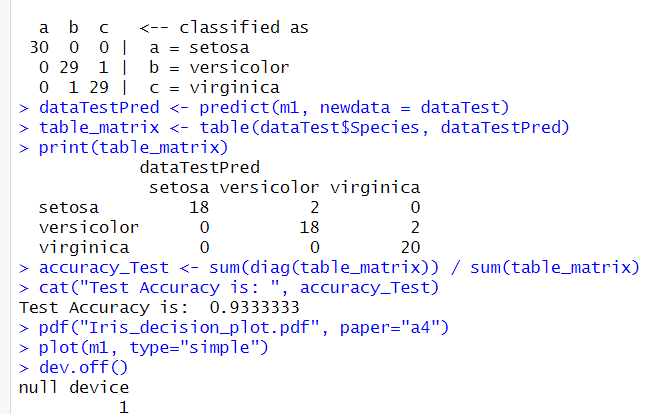 a b c <-- classified as
30 0 0 | a = setosa
0 29 1 | b = versicolor
0 1 29 | c = virginica
> dataTestPred <- predict(m1, newdata = dataTest)
> table_matrix <- table(dataTest$Species, dataTestPred)
> print(table_matrix)
dataTestPred
setosa versicolor virginica
setosa 18 2 0
versicolor 0 18 2
virginica 0 0 20
> accuracy_Test <- sum(diag(table_matrix)) / sum(table_matrix)
> cat("Test Accuracy is: ", accuracy_Test)
Test Accuracy is:  0.9333333
> pdf("Iris_decision_plot.pdf", paper="a4")
> plot(m1, type="simple")
> dev.off()
null device
1